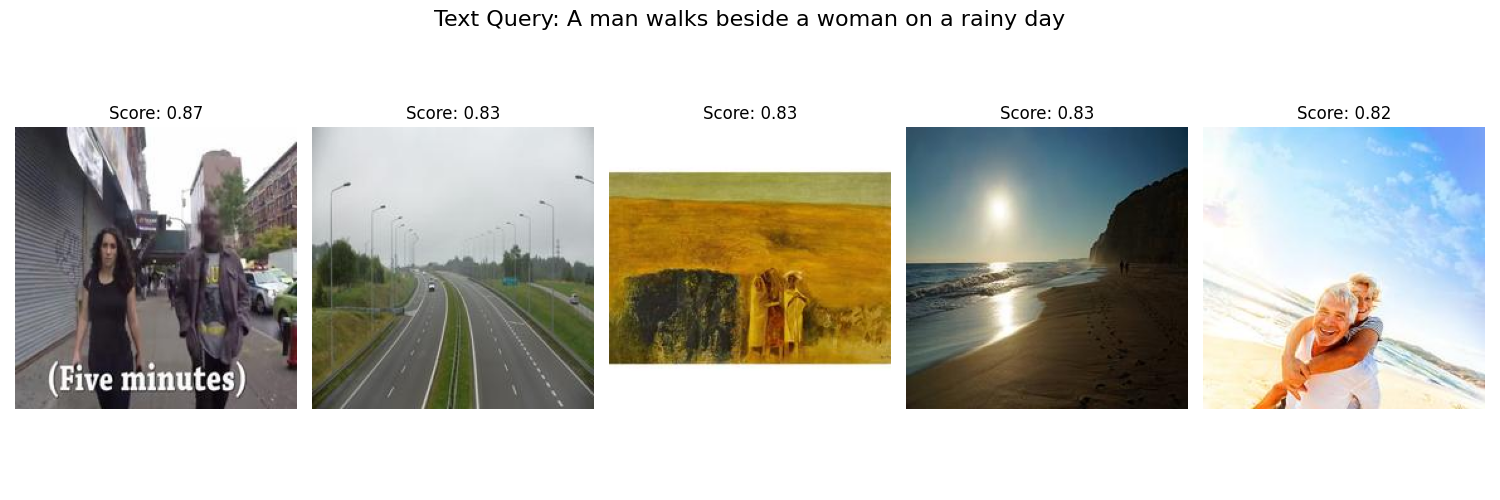 Text Query: A man walks beside a woman on a rainy day
Score: 0.87
Score: 0.83
Score: 0.83
Score: 0.83
Score: 0.82
(Five minutes)